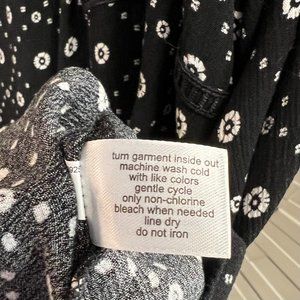 turn garment inside out
machine wash cold
with like colors
gentle cycle
only non-chlorine
bleach when needed
line dry
do not iron